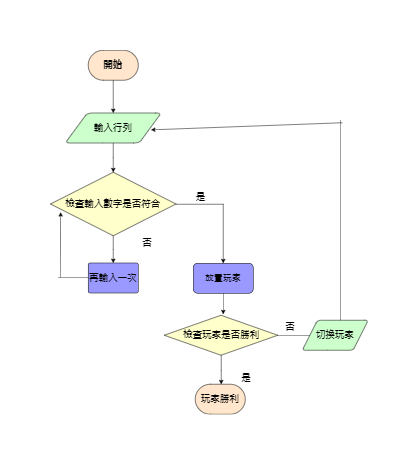 開始
輸入行列
檢查輸入數字是否符合
是
否
再輸入一次
放置玩家
檢查玩家是否勝利
否
切換玩家
是
玩家勝利